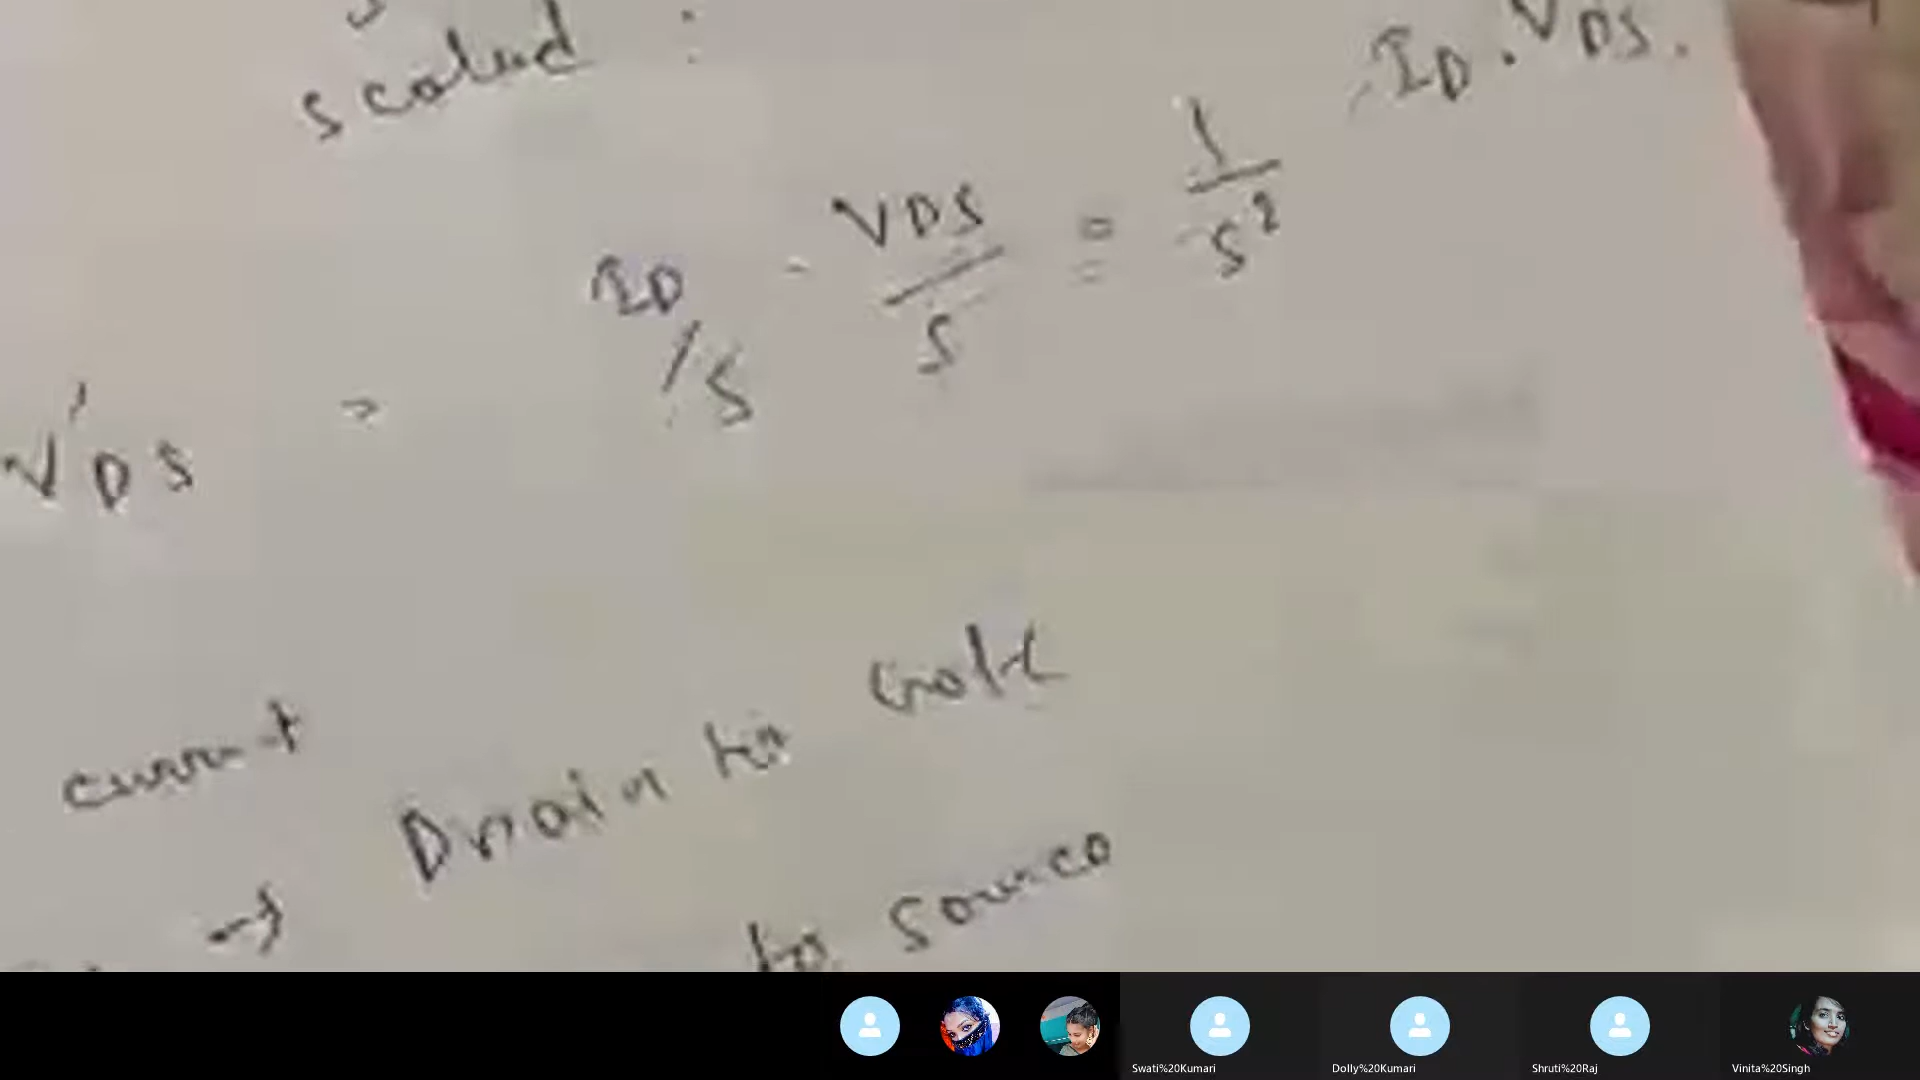 scaled :
V'DS = ID/S · VDS/S = 1/S² ID . VDS .
current
→ Drain to Gate
to source
Swati%20Kumari
Dolly%20Kumari
Shruti%20Raj
Vinita%20Singh